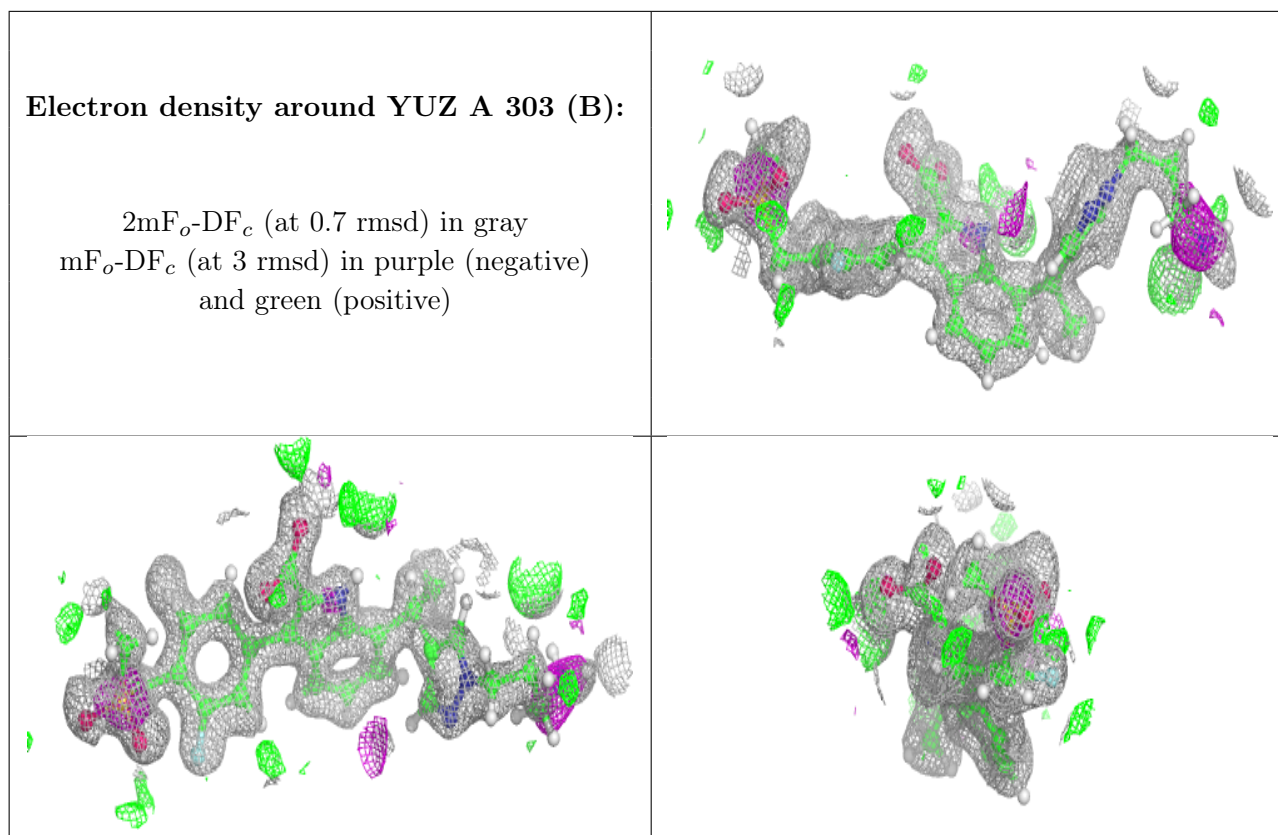 Electron density around YUZ A 303 (B):
2mFo-DFc (at 0.7 rmsd) in gray
mFo-DFc (at 3 rmsd) in purple (negative)
and green (positive)